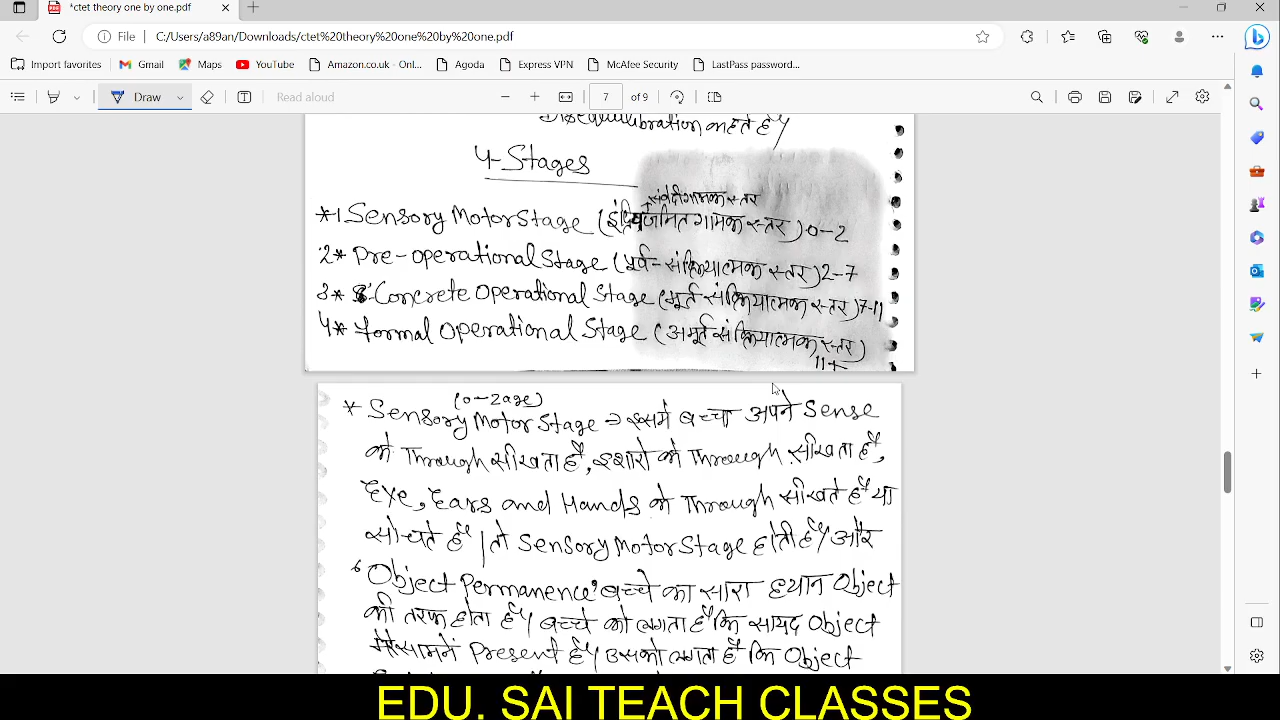 *ctet theory one by one.pdf
File
C:/Users/a89an/Downloads/ctet%20theory%20one%20by%20one.pdf
Import favorites
Gmail
Maps
YouTube
Amazon.co.uk - Onl...
Agoda
Express VPN
McAfee Security
LastPass password...
Draw
Read aloud
7
of 9
कहते हैं/
4-Stages
संवेदीगामक स्तर
*1. Sensory Motor Stage (इंद्रियजनित गामक स्तर) 0-2
2* Pre-operational Stage (पूर्व-संक्रियात्मक स्तर) 2-7
3* Concrete Operational Stage (मूर्त-संक्रियात्मक स्तर) 7-11
4* Formal Operational Stage (अमूर्त संक्रियात्मक स्तर)
11+
(0-2age)
* Sensory Motor Stage → इसमें बच्चा अपने Sense
के Through सीखता है, इशारो के Through सीखता है,
Eye, Ears and Hands के Through सीखते हैं या
सोचते हैं/ तो Sensory Motor Stage होती है/ और
Object Permanence' बच्चे का सारा ध्यान Object
की तरफ होता है/ बच्चे को लगता है कि सायद Object
सामने Present है/ उसको लगता है कि Object
EDU. SAI TEACH CLASSES